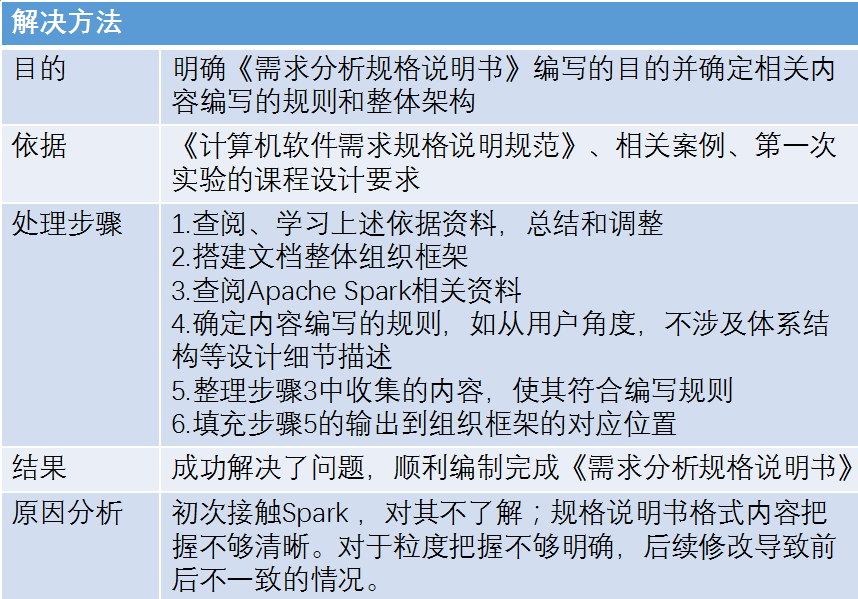 解决方法
目的
明确《需求分析规格说明书》编写的目的并确定相关内
容编写的规则和整体架构
依据
《计算机软件需求规格说明规范》、相关案例、第一次
实验的课程设计要求
处理步骤
1.查阅、学习上述依据资料，总结和调整
2.搭建文档整体组织框架
3.查阅Apache Spark相关资料
4.确定内容编写的规则，如从用户角度，不涉及体系结
构等设计细节描述
5.整理步骤3中收集的内容，使其符合编写规则
6.填充步骤5的输出到组织框架的对应位置
结果
成功解决了问题，顺利编制完成《需求分析规格说明书》
原因分析
初次接触Spark ，对其不了解；规格说明书格式内容把
握不够清晰。对于粒度把握不够明确，后续修改导致前
后不一致的情况。